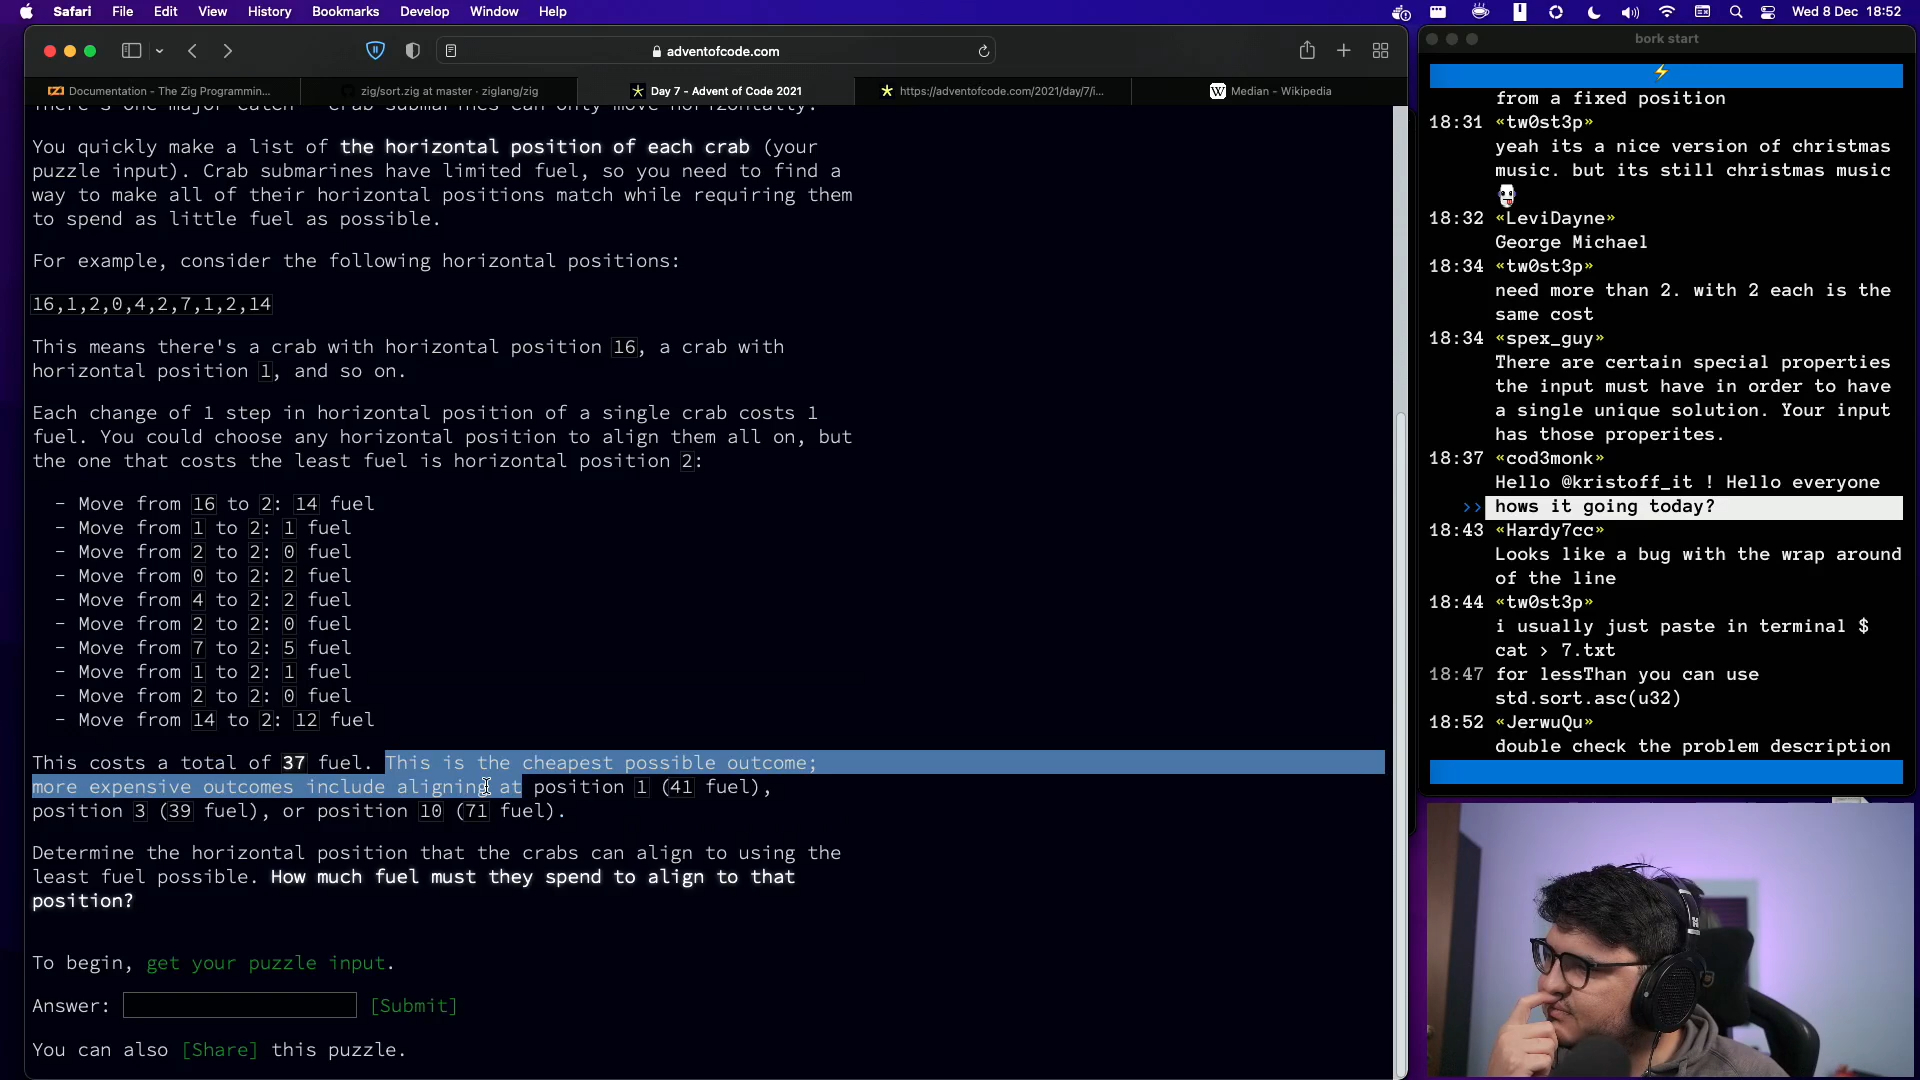 Safari File Edit View History Bookmarks Develop Window Help
Wed 8 Dec 18:52
adventofcode.com
Documentation - The Zig Programmin...
zig/sort.zig at master · ziglang/zig
Day 7 - Advent of Code 2021
https://adventofcode.com/2021/day/7/i...
W Median - Wikipedia
There's one major catch - crab submarines can only move horizontally.
You quickly make a list of the horizontal position of each crab (your
puzzle input). Crab submarines have limited fuel, so you need to find a
way to make all of their horizontal positions match while requiring them
to spend as little fuel as possible.
For example, consider the following horizontal positions:
16,1,2,0,4,2,7,1,2,14
This means there's a crab with horizontal position 16, a crab with
horizontal position 1, and so on.
Each change of 1 step in horizontal position of a single crab costs 1
fuel. You could choose any horizontal position to align them all on, but
the one that costs the least fuel is horizontal position 2:
- Move from 16 to 2: 14 fuel
- Move from 1 to 2: 1 fuel
- Move from 2 to 2: 0 fuel
- Move from 0 to 2: 2 fuel
- Move from 4 to 2: 2 fuel
- Move from 2 to 2: 0 fuel
- Move from 7 to 2: 5 fuel
- Move from 1 to 2: 1 fuel
- Move from 2 to 2: 0 fuel
- Move from 14 to 2: 12 fuel
This costs a total of 37 fuel. This is the cheapest possible outcome;
more expensive outcomes include aligning at position 1 (41 fuel),
position 3 (39 fuel), or position 10 (71 fuel).
Determine the horizontal position that the crabs can align to using the
least fuel possible. How much fuel must they spend to align to that
position?
To begin, get your puzzle input.
Answer: [Submit]
You can also [Share] this puzzle.
bork start
⚡
from a fixed position
18:31 «tw0st3p»
yeah its a nice version of christmas
music. but its still christmas music
18:32 «LeviDayne»
George Michael
18:34 «tw0st3p»
need more than 2. with 2 each is the
same cost
18:34 «spex_guy»
There are certain special properties
the input must have in order to have
a single unique solution. Your input
has those properites.
18:37 «cod3monk»
Hello @kristoff_it ! Hello everyone
>> hows it going today?
18:43 «Hardy7cc»
Looks like a bug with the wrap around
of the line
18:44 «tw0st3p»
i usually just paste in terminal $
cat > 7.txt
18:47 for lessThan you can use
std.sort.asc(u32)
18:52 «JerwuQu»
double check the problem description